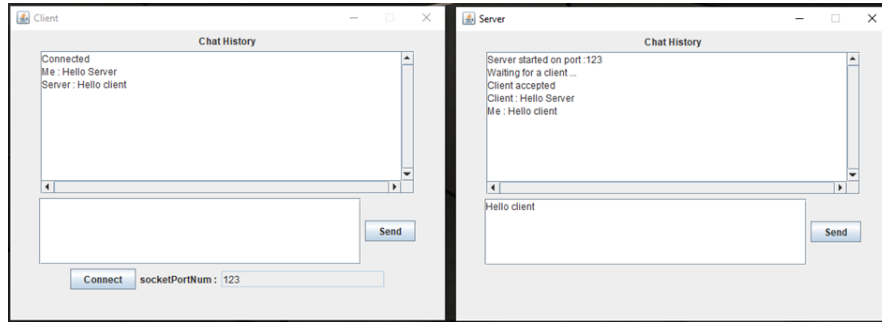 Client
Chat History
Connected
Me : Hello Server
Server : Hello client
Send
Connect
socketPortNum : 123
Server
Chat History
Server started on port :123
Waiting for a client ...
Client accepted
Client : Hello Server
Me : Hello client
Hello client
Send